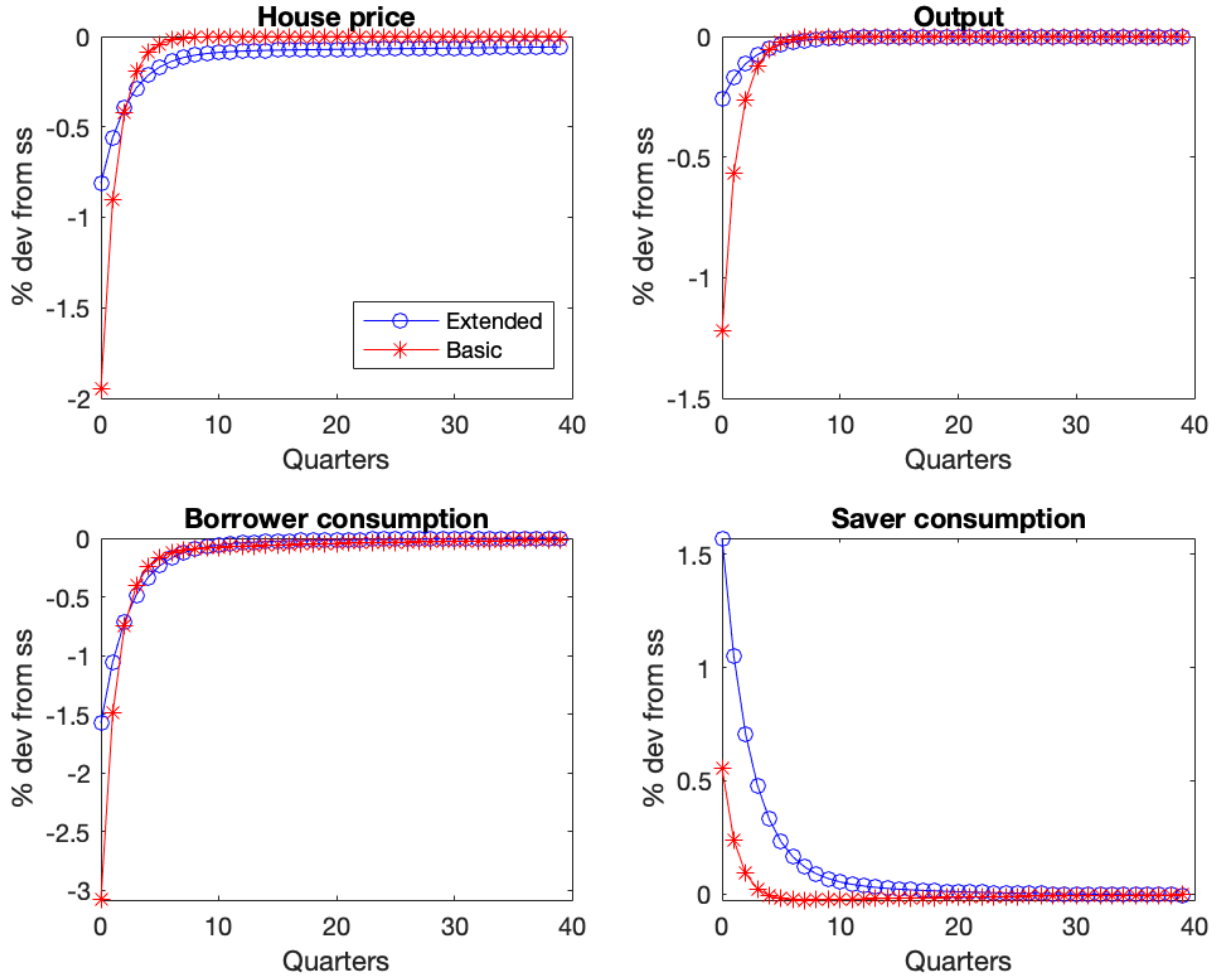 House price
0
-0.5
-1
-1.5
-2
% dev from ss
Extended
Basic
0 10 20 30 40
Quarters
Output
0
-0.5
-1
-1.5
% dev from ss
0 10 20 30 40
Quarters
Borrower consumption
0
-0.5
-1
-1.5
-2
-2.5
-3
% dev from ss
0 10 20 30 40
Quarters
Saver consumption
1.5
1
0.5
0
% dev from ss
0 10 20 30 40
Quarters